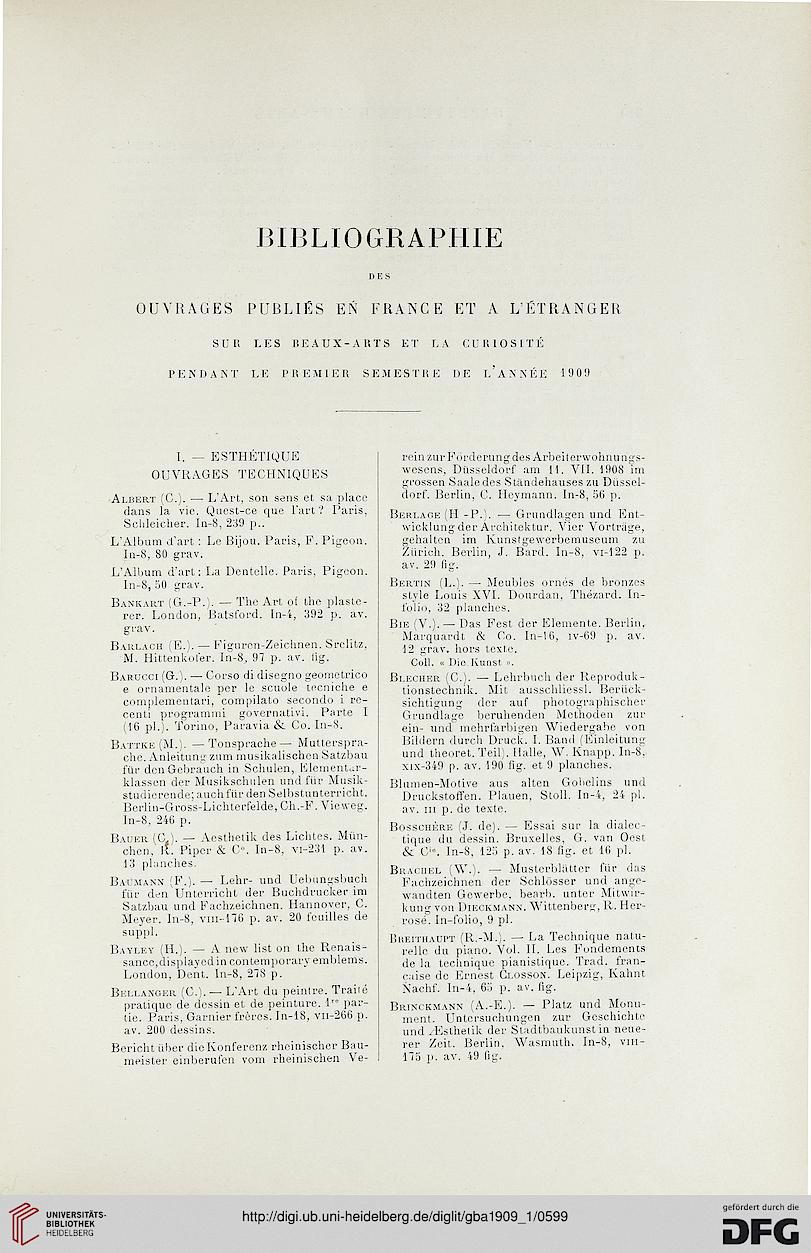 BIBLIOGRAPHIE
DES
OUVRAGES PUBLIÉS EN FRANCE ET A L'ÉTRANGER
SUR LES BEAUX-ARTS ET LA CURIOSITÉ
PENDANT LE PREMIER SEMESTRE DE L'ANNÉE 1909
I. — ESTHÉTIQUE
OUVRAGES TECHNIQUES
ALBERT (C.). — L'Art, son sens et sa place
dans la vie. Quest-ce que l'art ? Paris,
Schleicher. In-8, 239 p..
L'Album d'art : Le Bijou. Paris, F. Pigeon.
In-8, 80 grav.
L'Album d'art : La Dentelle. Paris, Pigeon.
In-8, 50 grav.
BANKART (G.-P.). — The Art of the plaste-
rer. London, Batsford. In-4, 392 p. av.
grav.
BARLACH (E.). — Figuren-Zeichnen. Srelitz,
M. Hittenkofer. In-8, 97 p. av. fig.
BARUCCI (G.). — Corso di disegno geometrico
e ornamentale per le scuole tecniche e
complementari, compilato secondo i re-
centi programmi governativi. Parte I
(16 pl.). Torino, Paravia & Co. In-8.
BATTKE (M.). — Tonsprache — Mutterspra-
che. Anleitung zum musikalischen Satzbau
für den Gebrauch in Schulen, Elementar-
klassen der Musikschulen und für Musik-
studierende; auch für den Selbstunterricht.
Berlin-Gross-Lichterfelde, Ch.-F. Vieweg.
In-8, 246 p.
BAUER (C.). — Aesthetik des Lichtes. Mün-
chen, R. Piper & Co. In-8, VI-231 p. av.
13 planches.
BAUMANN (F.). — Lehr- und Uebungsbuch
für den Unterricht der Buchdrucker im
Satzbau und Fachzeichnen. Hannover, C.
Meyer. In-8, VIII-176 p. av. 20 feuilles de
suppl.
BAYLEY (H.). — A new list on the Renais-
sance, displayed in contemporary emblems.
London, Dent. In-8, 278 p.
BELLANGER (C.). — L'Art du peintre. Traité
pratique de dessin et de peinture. 1re par-
tie. Paris, Garnier frères. In-18, VII-266 p.
av. 200 dessins.
Bericht über die Konferenz rheinischer Bau-
meister einberufen vom rheinischen Ve-
rein zur Förderung des Arbeiterwohnungs-
wesens, Düsseldorf am 11. VII. 1908 im
grossen Saale des Ständehauses zu Düssel-
dorf. Berlin, C. Heymann. In-8, 56 p.
BERLAGE (H -P.). — Grundlagen und Ent-
wicklung der Architektur. Vier Vorträge,
gehalten im Kunstgewerbemuseum zu
Zürich. Berlin, J. Bard. In-8, VI-122 p.
av. 29 fig.
BERTIN (L.). — Meubles ornés de bronzes
style Louis XVI. Dourdan. Thézard. In-
folio, 32 planches.
BIE (V.). — Das Fest der Elemente. Berlin,
Marquardt & Co. In-16, IV-69 p. av.
12 grav. hors texte.
Coll. « Die Kunst ».
BLECHER (C.). — Lehrbuch der Reproduk-
tionstechnik. Mit ausschliessl. Berück-
sichtigung der auf photographischer
Grundlage beruhenden Methoden zur
ein- und mehrfarbigen Wiedergabe von
Bildern durch Druck. I. Band (Einleitung
und theoret. Teil). Halle, W. Knapp. In-8,
XIX-349 p. av. 190 fig. et 9 planches.
Blumen-Motive aus alten Gobelins und
Druckstoffen. Plauen, Stoll. In-4, 24 pl.
av. III p. de texte.
BOSSCHÈRE (J. de). — Essai sur la dialec-
tique du dessin. Bruxelles, G. van Oest
& Cie. In-8, 125 p. av. 18 fig. et 16 pl.
BRACHEL (W.). — Musterblätter für das
Fachzeichnen der Schlösser und ange-
wandten Gewerbe, bearb. unter Mitwir-
kung von DIECKMANN. Wittenberg, R. Her-
rosé. In-folio, 9 pl.
BREITHAUPT (R.-M.). — La Technique natu-
relle du piano. Vol. II. Les Fondements
de la technique pianistique. Trad. fran-
çaise de Ernest CLOSSON. Leipzig, Kahnt
Nachf. In-4, 65 p. av. fig.
BRINCKMANN (A.-E.). — Platz und Monu-
ment. Untersuchungen zur Geschichte
und Æsthetik der Stadtbaukunst in neue-
rer Zeit. Berlin, Wasmuth. In-8, VIII-
175 p. av. 49 fig.
UNIVERSITÄTS-
BIBLIOTHEK
HEIDELBERG
http://digi.ub.uni-heidelberg.de/diglit/gba1909_1/0599
gefördert durch die
DFG